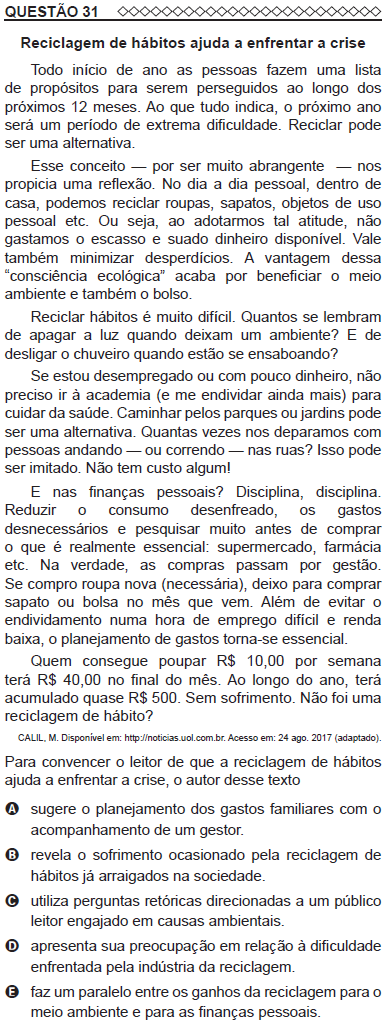 QUESTÃO 31
Reciclagem de hábitos ajuda a enfrentar a crise
Todo início de ano as pessoas fazem uma lista
de propósitos para serem perseguidos ao longo dos
próximos 12 meses. Ao que tudo indica, o próximo ano
será um período de extrema dificuldade. Reciclar pode
ser uma alternativa.
Esse conceito — por ser muito abrangente — nos
propicia uma reflexão. No dia a dia pessoal, dentro de
casa, podemos reciclar roupas, sapatos, objetos de uso
pessoal etc. Ou seja, ao adotarmos tal atitude, não
gastamos o escasso e suado dinheiro disponível. Vale
também minimizar desperdícios. A vantagem dessa
“consciência ecológica” acaba por beneficiar o meio
ambiente e também o bolso.
Reciclar hábitos é muito difícil. Quantos se lembram
de apagar a luz quando deixam um ambiente? E de
desligar o chuveiro quando estão se ensaboando?
Se estou desempregado ou com pouco dinheiro, não
preciso ir à academia (e me endividar ainda mais) para
cuidar da saúde. Caminhar pelos parques ou jardins pode
ser uma alternativa. Quantas vezes nos deparamos com
pessoas andando — ou correndo — nas ruas? Isso pode
ser imitado. Não tem custo algum!
E nas finanças pessoais? Disciplina, disciplina.
Reduzir o consumo desenfreado, os gastos
desnecessários e pesquisar muito antes de comprar
o que é realmente essencial: supermercado, farmácia
etc. Na verdade, as compras passam por gestão.
Se compro roupa nova (necessária), deixo para comprar
sapato ou bolsa no mês que vem. Além de evitar o
endividamento numa hora de emprego difícil e renda
baixa, o planejamento de gastos torna-se essencial.
Quem consegue poupar R$ 10,00 por semana
terá R$ 40,00 no final do mês. Ao longo do ano, terá
acumulado quase R$ 500. Sem sofrimento. Não foi uma
reciclagem de hábito?
CALIL, M. Disponível em: http://noticias.uol.com.br. Acesso em: 24 ago. 2017 (adaptado).
Para convencer o leitor de que a reciclagem de hábitos
ajuda a enfrentar a crise, o autor desse texto
A sugere o planejamento dos gastos familiares com o
acompanhamento de um gestor.
B revela o sofrimento ocasionado pela reciclagem de
hábitos já arraigados na sociedade.
C utiliza perguntas retóricas direcionadas a um público
leitor engajado em causas ambientais.
D apresenta sua preocupação em relação à dificuldade
enfrentada pela indústria da reciclagem.
E faz um paralelo entre os ganhos da reciclagem para o
meio ambiente e para as finanças pessoais.